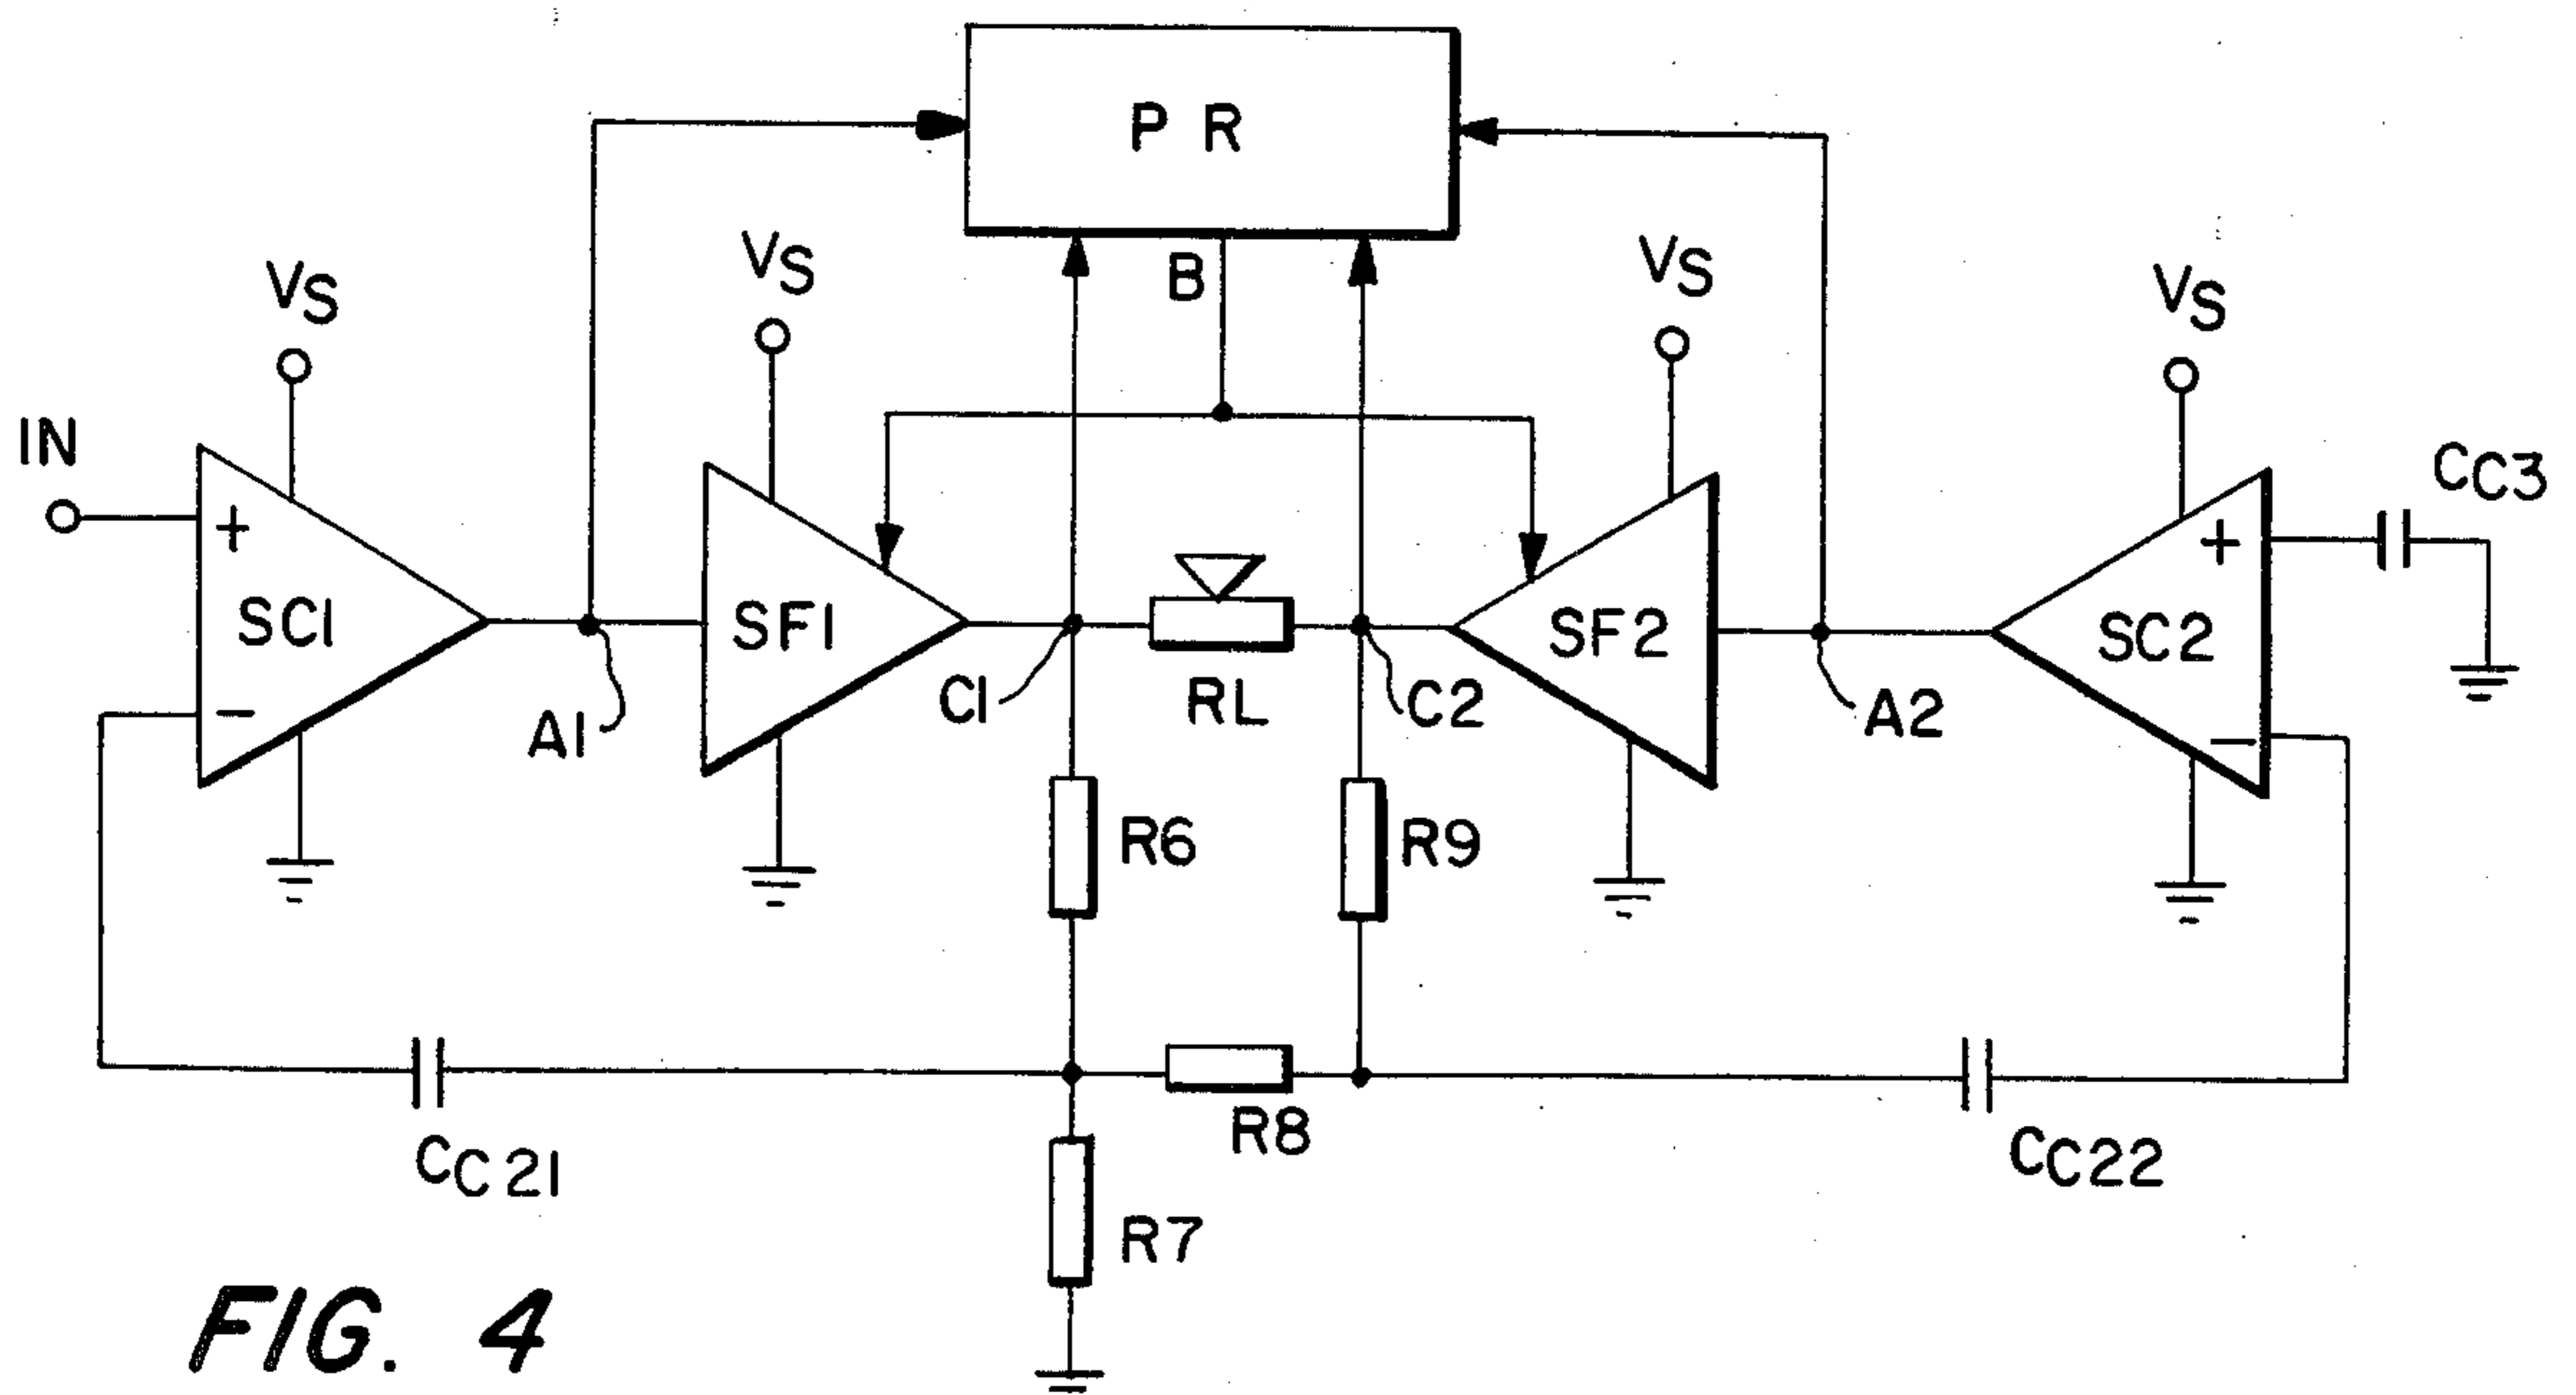 P R
VS
VS
B
VS
VS
IN
CC3
+
+
SC1
SF1
SF2
SC2
C1
RL
C2
A1
A2
−
−
R6
R9
R8
CC21
CC22
R7
FIG. 4